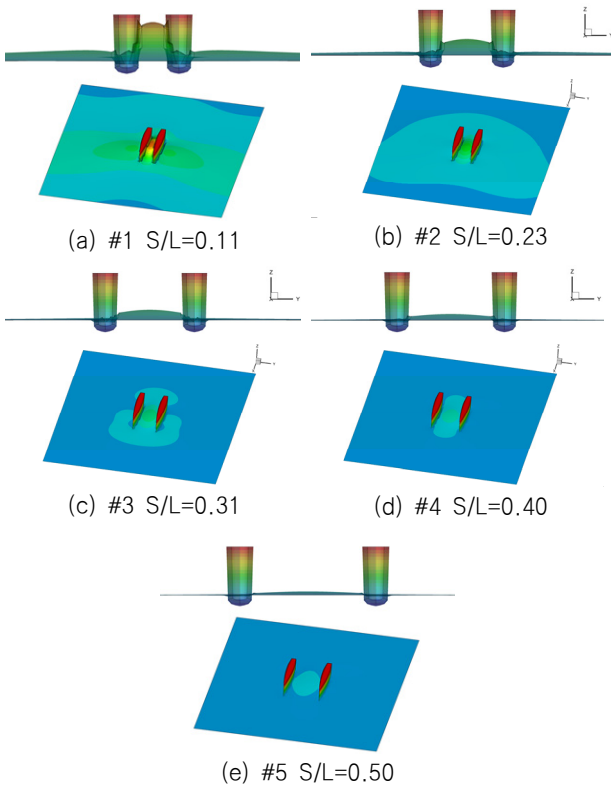 (a) #1 S/L=0.11
Z
X
Y
Z
Y
(b) #2 S/L=0.23
Z
X
Y
Z
Y
(c) #3 S/L=0.31
Z
X
Y
Z
Y
(d) #4 S/L=0.40
(e) #5 S/L=0.50